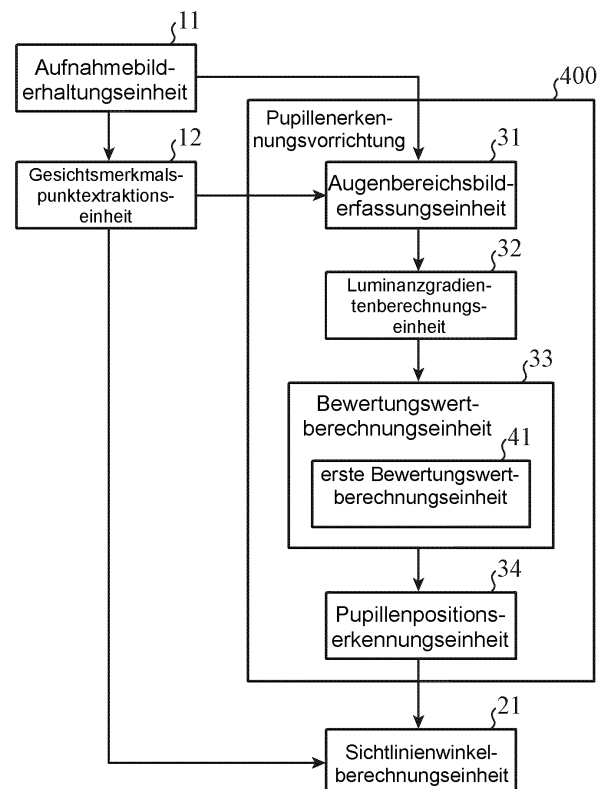 11
Aufnahmebild-
erhaltungseinheit
400
Pupillenerken-
nungsvorrichtung
12
Gesichtsmerkmals-
punktextraktions-
einheit
31
Augenbereichsbild-
erfassungseinheit
32
Luminanzgradien-
tenberechnungs-
einheit
33
Bewertungswert-
berechnungseinheit
41
erste Bewertungswert-
berechnungseinheit
34
Pupillenpositions-
erkennungseinheit
21
Sichtlinienwinkel-
berechnungseinheit